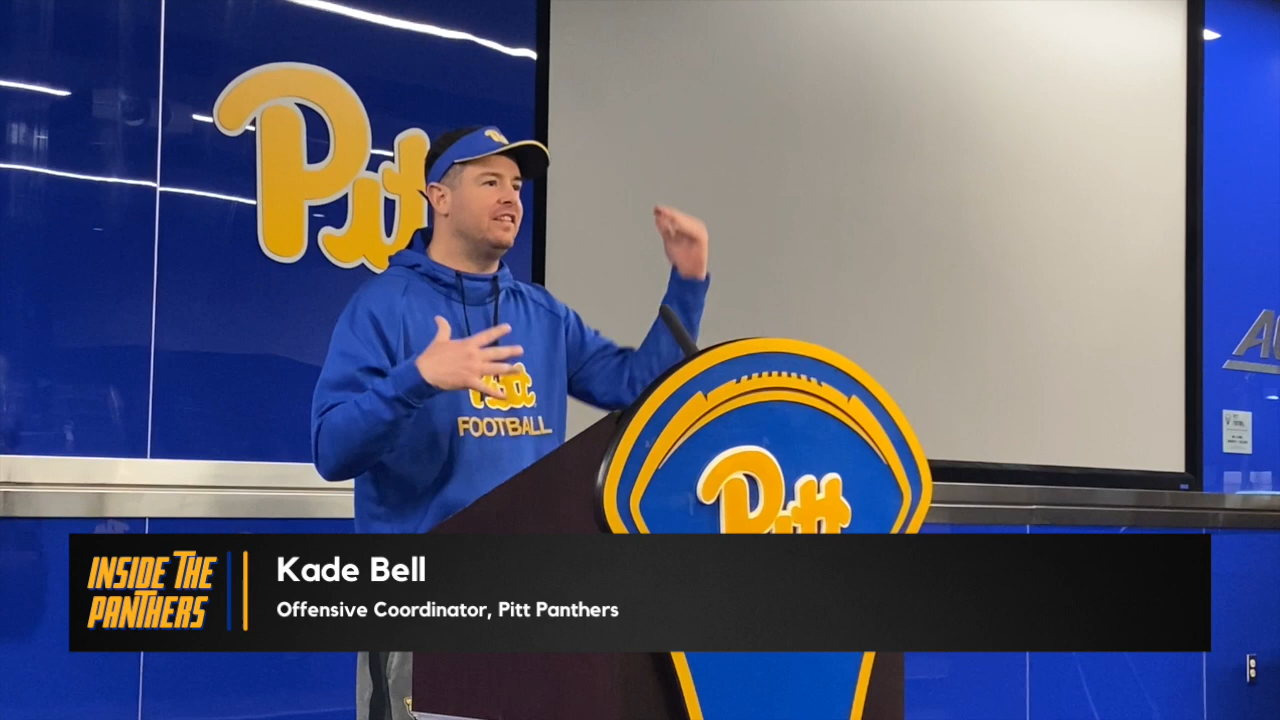 Pitt
Pitt
FOOTBALL
Pitt
INSIDE THE
PANTHERS
Kade Bell
Offensive Coordinator, Pitt Panthers